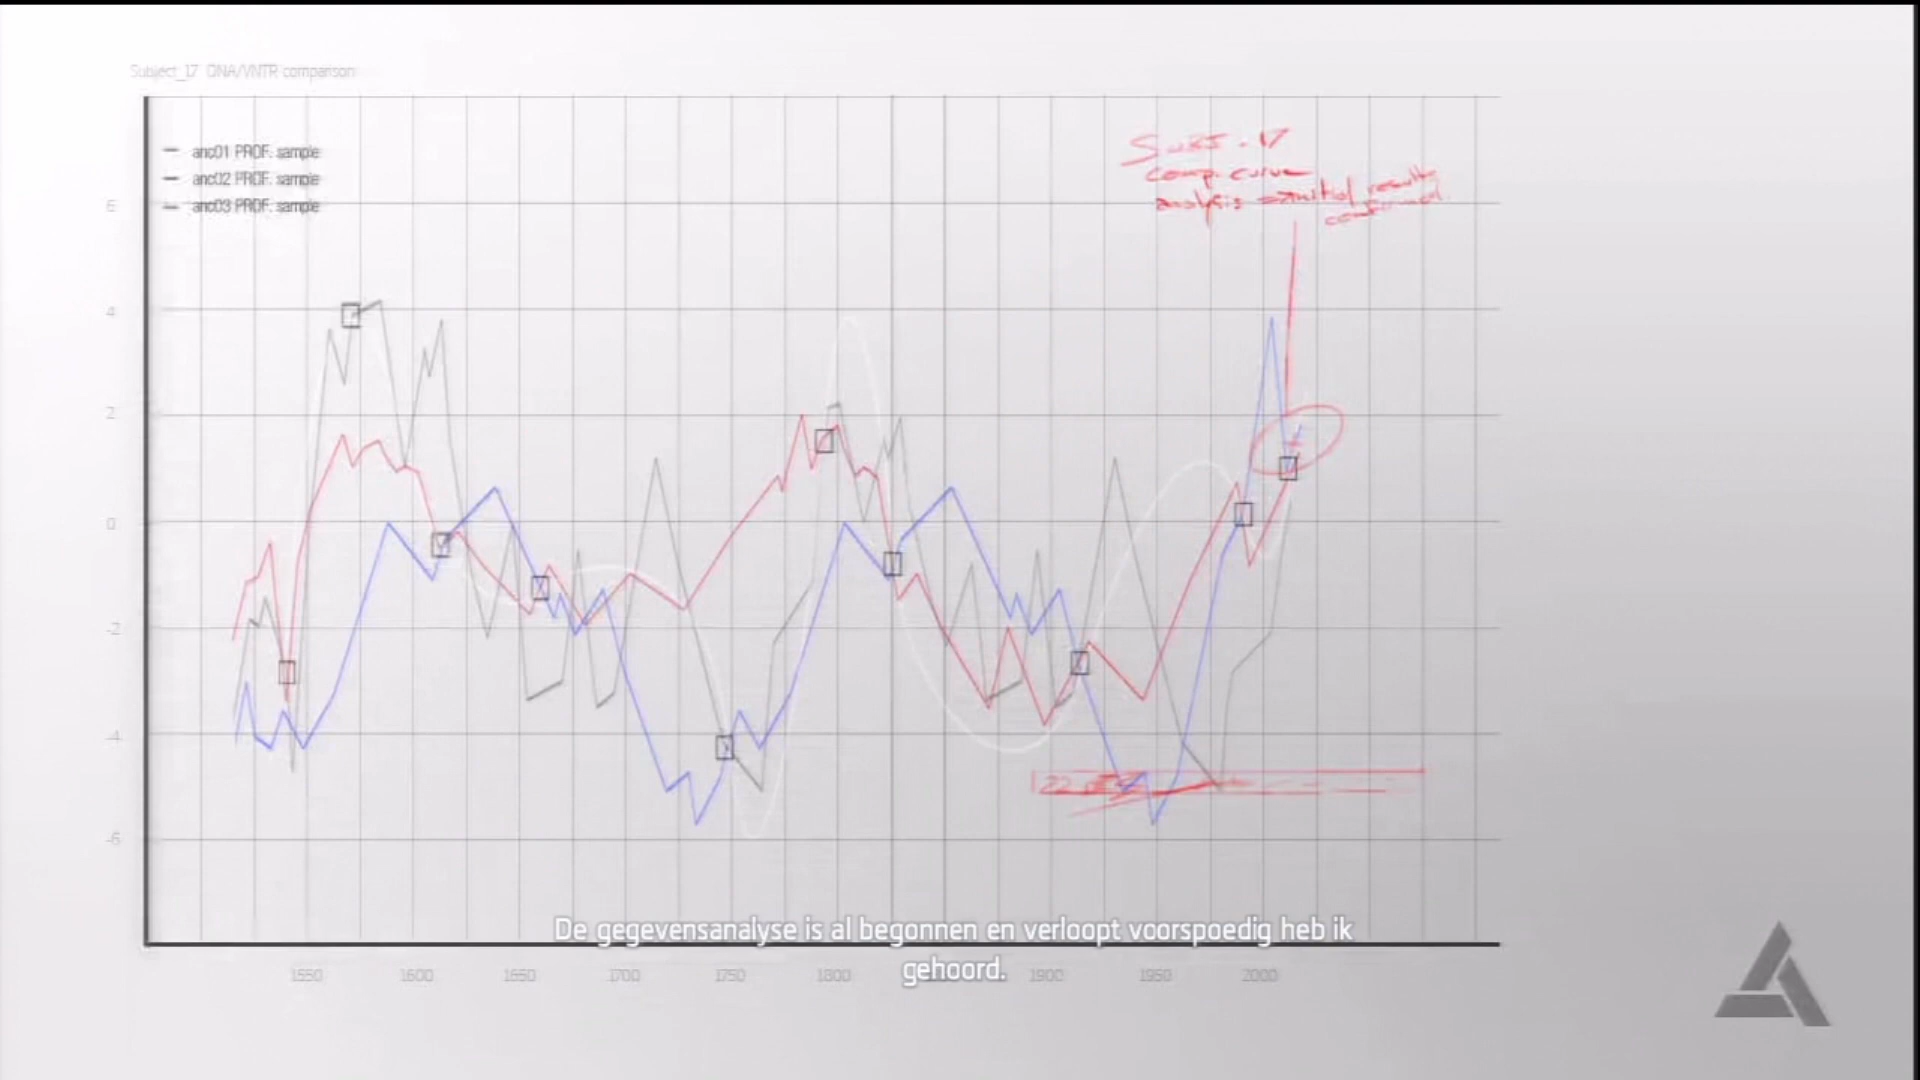 Subject_17 DNA/VNTR comparison
anc01 PROF. sample
anc02 PROF. sample
anc03 PROF. sample
SUBJ. 17
comp. curve
analysis => initial results
confirmed
6
4
2
0
-2
-4
-6
1550 1600 1650 1700 1750 1800 1900 1950 2000
De gegevensanalyse is al begonnen en verloopt voorspoedig heb ik
gehoord.